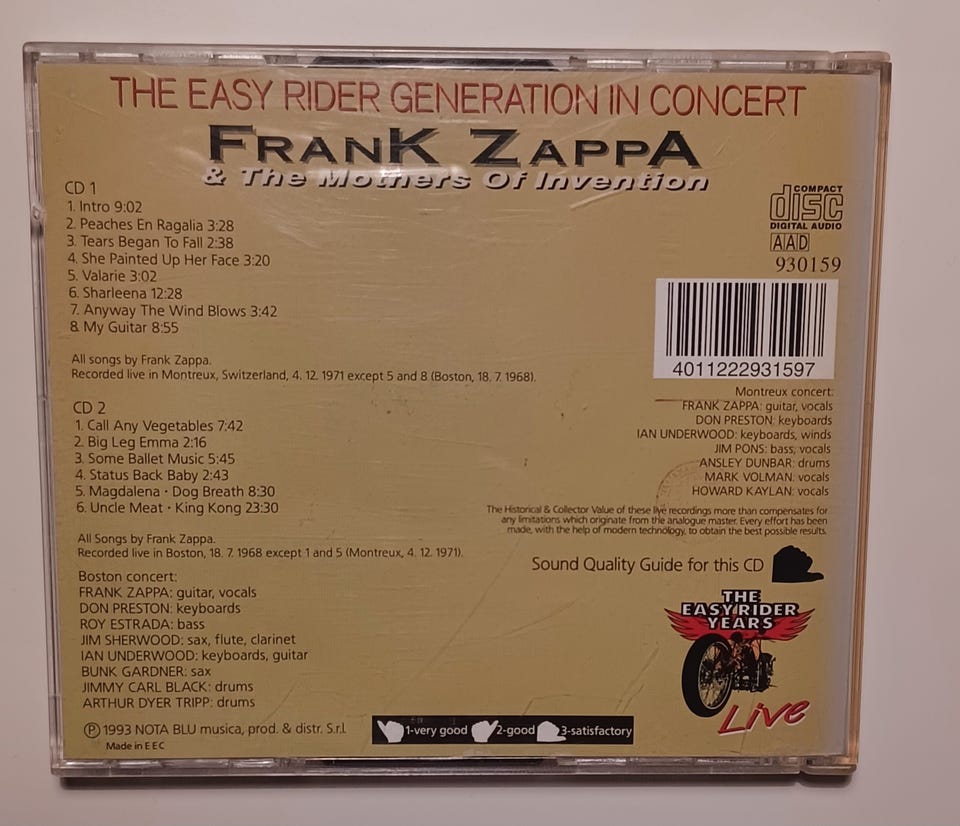 THE EASY RIDER GENERATION IN CONCERT
FRANK ZAPPA
& The Mothers Of Invention
CD 1
1. Intro 9:02
2. Peaches En Ragalia 3:28
3. Tears Began To Fall 2:38
4. She Painted Up Her Face 3:20
5. Valarie 3:02
6. Sharleena 12:28
7. Anyway The Wind Blows 3:42
8. My Guitar 8:55
All songs by Frank Zappa.
Recorded live in Montreux, Switzerland, 4. 12. 1971 except 5 and 8 (Boston, 18. 7. 1968).
CD 2
1. Call Any Vegetables 7:42
2. Big Leg Emma 2:16
3. Some Ballet Music 5:45
4. Status Back Baby 2:43
5. Magdalena · Dog Breath 8:30
6. Uncle Meat · King Kong 23:30
All Songs by Frank Zappa.
Recorded live in Boston, 18. 7. 1968 except 1 and 5 (Montreux, 4. 12. 1971).
Boston concert:
FRANK ZAPPA: guitar, vocals
DON PRESTON: keyboards
ROY ESTRADA: bass
JIM SHERWOOD: sax, flute, clarinet
IAN UNDERWOOD: keyboards, guitar
BUNK GARDNER: sax
JIMMY CARL BLACK: drums
ARTHUR DYER TRIPP: drums
℗ 1993 NOTA BLU musica, prod. & distr. S.r.l.
Made in EEC
COMPACT
disc
DIGITAL AUDIO
AAD
930159
4011222931597
Montreux concert:
FRANK ZAPPA: guitar, vocals
DON PRESTON: keyboards
IAN UNDERWOOD: keyboards, winds
JIM PONS: bass, vocals
ANSLEY DUNBAR: drums
MARK VOLMAN: vocals
HOWARD KAYLAN: vocals
The Historical & Collector Value of these live recordings more than compensates for
any limitations which originate from the analogue master. Every effort has been
made, with the help of modern technology, to obtain the best possible results.
Sound Quality Guide for this CD
THE
EASY RIDER
YEARS
Live
1-very good 2-good 3-satisfactory